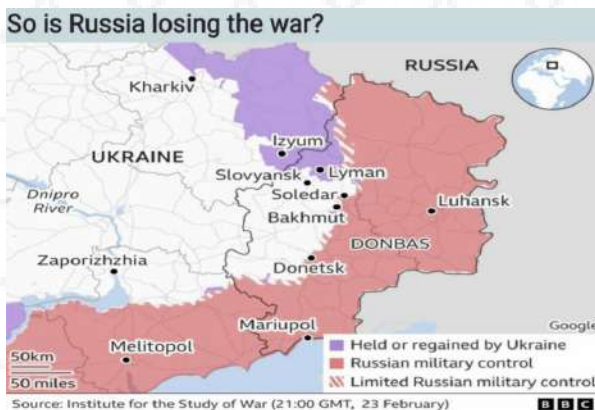 So is Russia losing the war?
RUSSIA
Kharkiv
Izyum
UKRAINE
Lyman
Slovyansk
Dnipro
River
Soledar
Bakhmut
Luhansk
DONBAS
Zaporizhzhia
Donetsk
Google
Mariupol
Melitopol
Held or regained by Ukraine
Russian military control
Limited Russian military control
50km
50 miles
Source: Institute for the Study of War (21:00 GMT, 23 February)
BBC